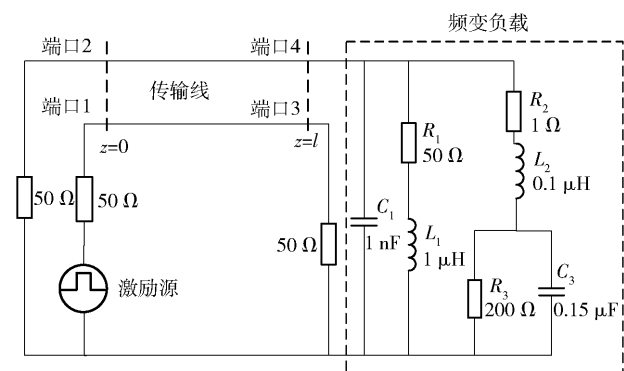 频变负载
端口2
端口4
传输线
端口1
端口3
z=0
z=l
R1
50 Ω
R2
1 Ω
L2
0.1 μH
50 Ω
50 Ω
50 Ω
C1
1 nF
L1
1 μH
激励源
R3
200 Ω
C3
0.15 μF